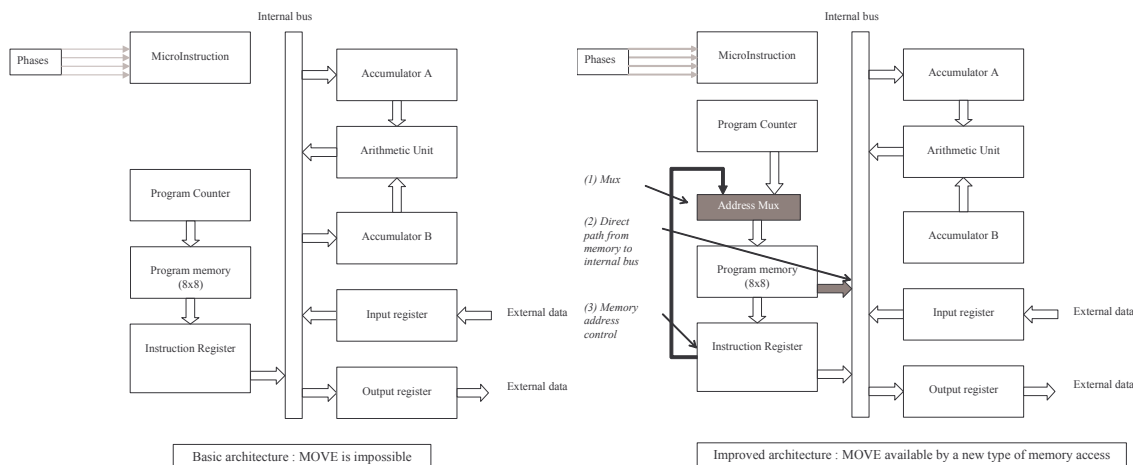 Internal bus
Phases
MicroInstruction
Accumulator A
Arithmetic Unit
Program Counter
Accumulator B
Program memory
(8x8)
Input register
External data
Instruction Register
Output register
External data
Basic architecture : MOVE is impossible
Internal bus
Phases
MicroInstruction
Accumulator A
Program Counter
Arithmetic Unit
(1) Mux
Address Mux
(2) Direct
path from
memory to
internal bus
Accumulator B
Program memory
(8x8)
(3) Memory
address
control
Input register
External data
Instruction Register
Output register
External data
Improved architecture : MOVE available by a new type of memory access